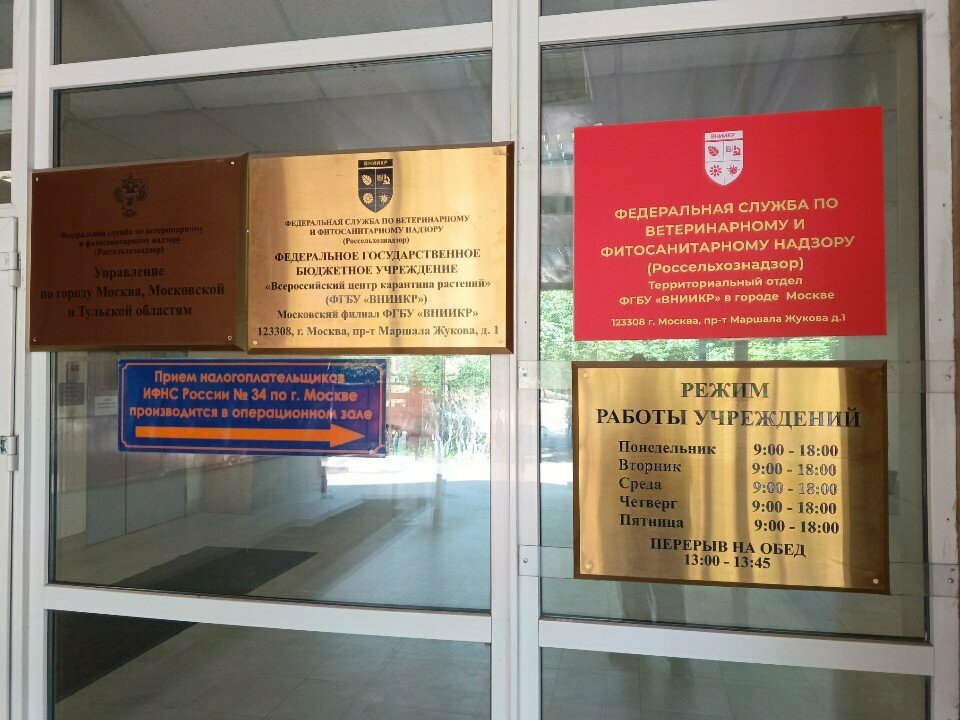 Федеральная служба по ветеринарному
и фитосанитарному надзору
(Россельхознадзор)
Управление
по городу Москва, Московской
и Тульской областям
ВНИИКР
ФЕДЕРАЛЬНАЯ СЛУЖБА ПО ВЕТЕРИНАРНОМУ
И ФИТОСАНИТАРНОМУ НАДЗОРУ
(Россельхознадзор)
ФЕДЕРАЛЬНОЕ ГОСУДАРСТВЕННОЕ
БЮДЖЕТНОЕ УЧРЕЖДЕНИЕ
«Всероссийский центр карантина растений»
(ФГБУ «ВНИИКР»)
Московский филиал ФГБУ «ВНИИКР»
123308, г. Москва, пр-т Маршала Жукова, д. 1
ВНИИКР
ФЕДЕРАЛЬНАЯ СЛУЖБА ПО
ВЕТЕРИНАРНОМУ И
ФИТОСАНИТАРНОМУ НАДЗОРУ
(Россельхознадзор)
Территориальный отдел
ФГБУ «ВНИИКР» в городе Москве
123308 г. Москва, пр-т Маршала Жукова д.1
Прием налогоплательщиков
ИФНС России № 34 по г. Москве
производится в операционном зале
РЕЖИМ
РАБОТЫ УЧРЕЖДЕНИЙ
Понедельник 9:00 - 18:00
Вторник 9:00 - 18:00
Среда 9:00 - 18:00
Четверг 9:00 - 18:00
Пятница 9:00 - 18:00
ПЕРЕРЫВ НА ОБЕД
13:00 - 13:45